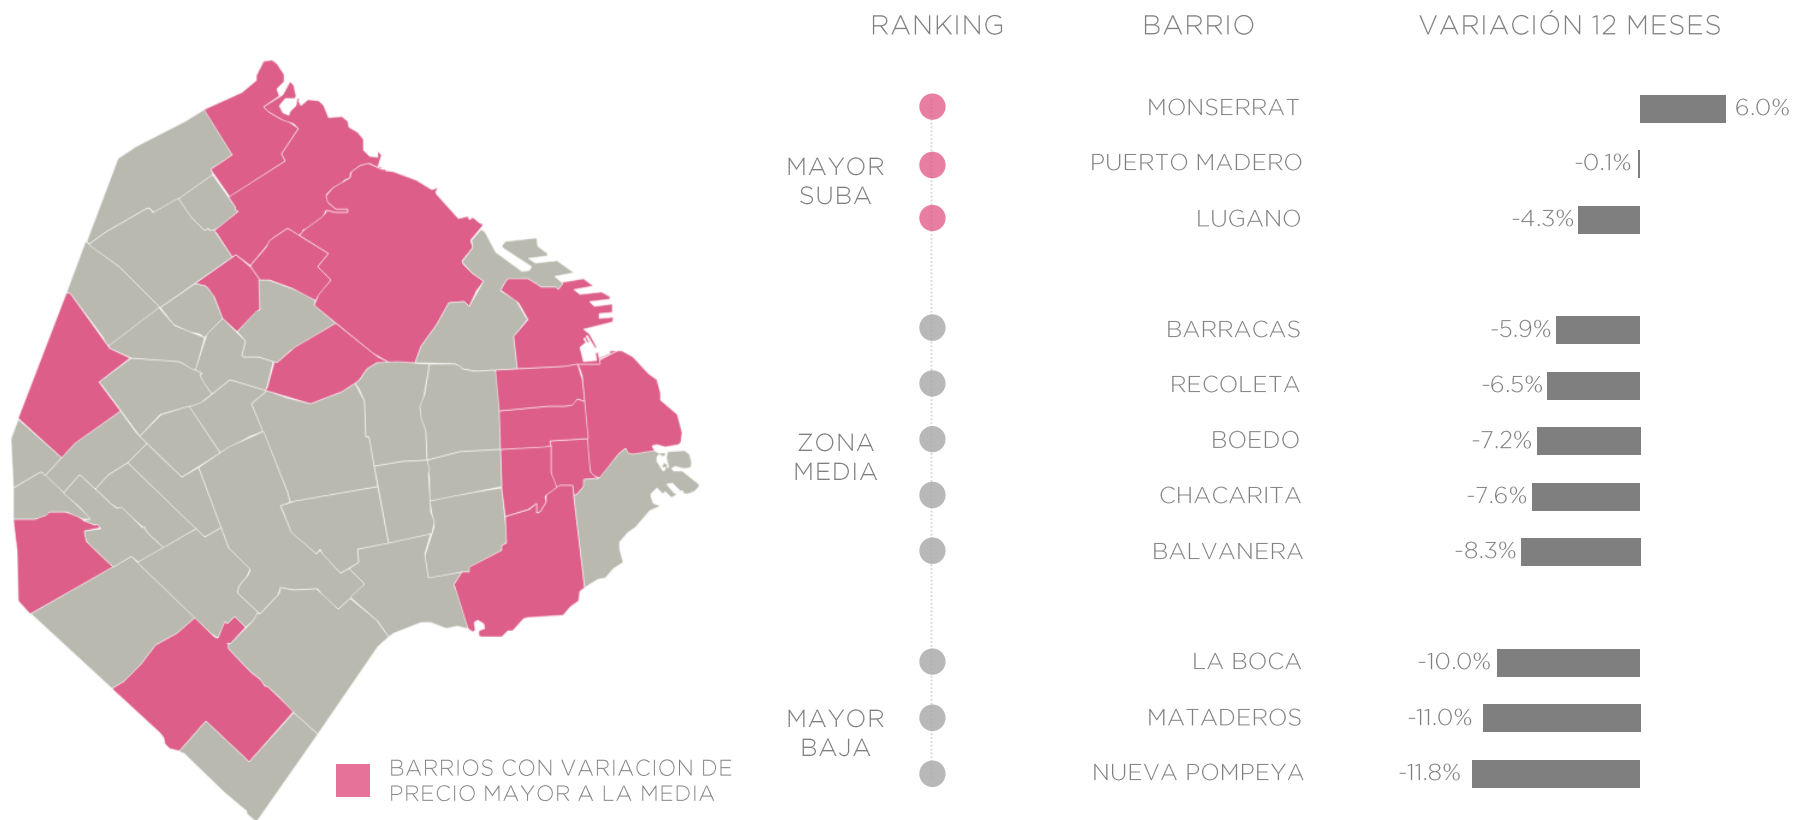 RANKING BARRIO VARIACIÓN 12 MESES
MAYOR
SUBA
MONSERRAT 6.0%
PUERTO MADERO -0.1%
LUGANO -4.3%
ZONA
MEDIA
BARRACAS -5.9%
RECOLETA -6.5%
BOEDO -7.2%
CHACARITA -7.6%
BALVANERA -8.3%
MAYOR
BAJA
LA BOCA -10.0%
MATADEROS -11.0%
NUEVA POMPEYA -11.8%
BARRIOS CON VARIACION DE
PRECIO MAYOR A LA MEDIA